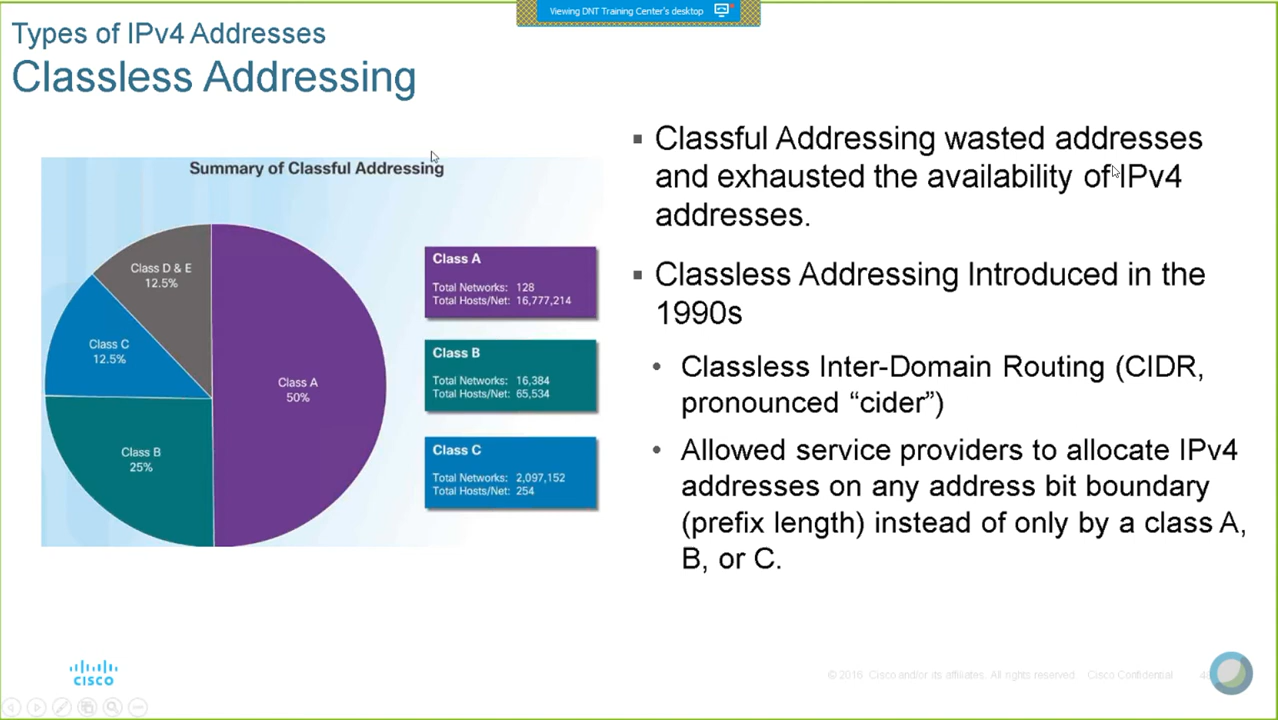 Viewing DNT Training Center's desktop
Types of IPv4 Addresses
Classless Addressing
Summary of Classful Addressing
Class D & E
12.5%
Class C
12.5%
Class A
50%
Class B
25%
Class A
Total Networks: 128
Total Hosts/Net: 16,777,214
Class B
Total Networks: 16,384
Total Hosts/Net: 65,534
Class C
Total Networks: 2,097,152
Total Hosts/Net: 254
Classful Addressing wasted addresses
and exhausted the availability of IPv4
addresses.
Classless Addressing Introduced in the
1990s
Classless Inter-Domain Routing (CIDR,
pronounced “cider”)
Allowed service providers to allocate IPv4
addresses on any address bit boundary
(prefix length) instead of only by a class A,
B, or C.
CISCO
© 2016 Cisco and/or its affiliates. All rights reserved. Cisco Confidential